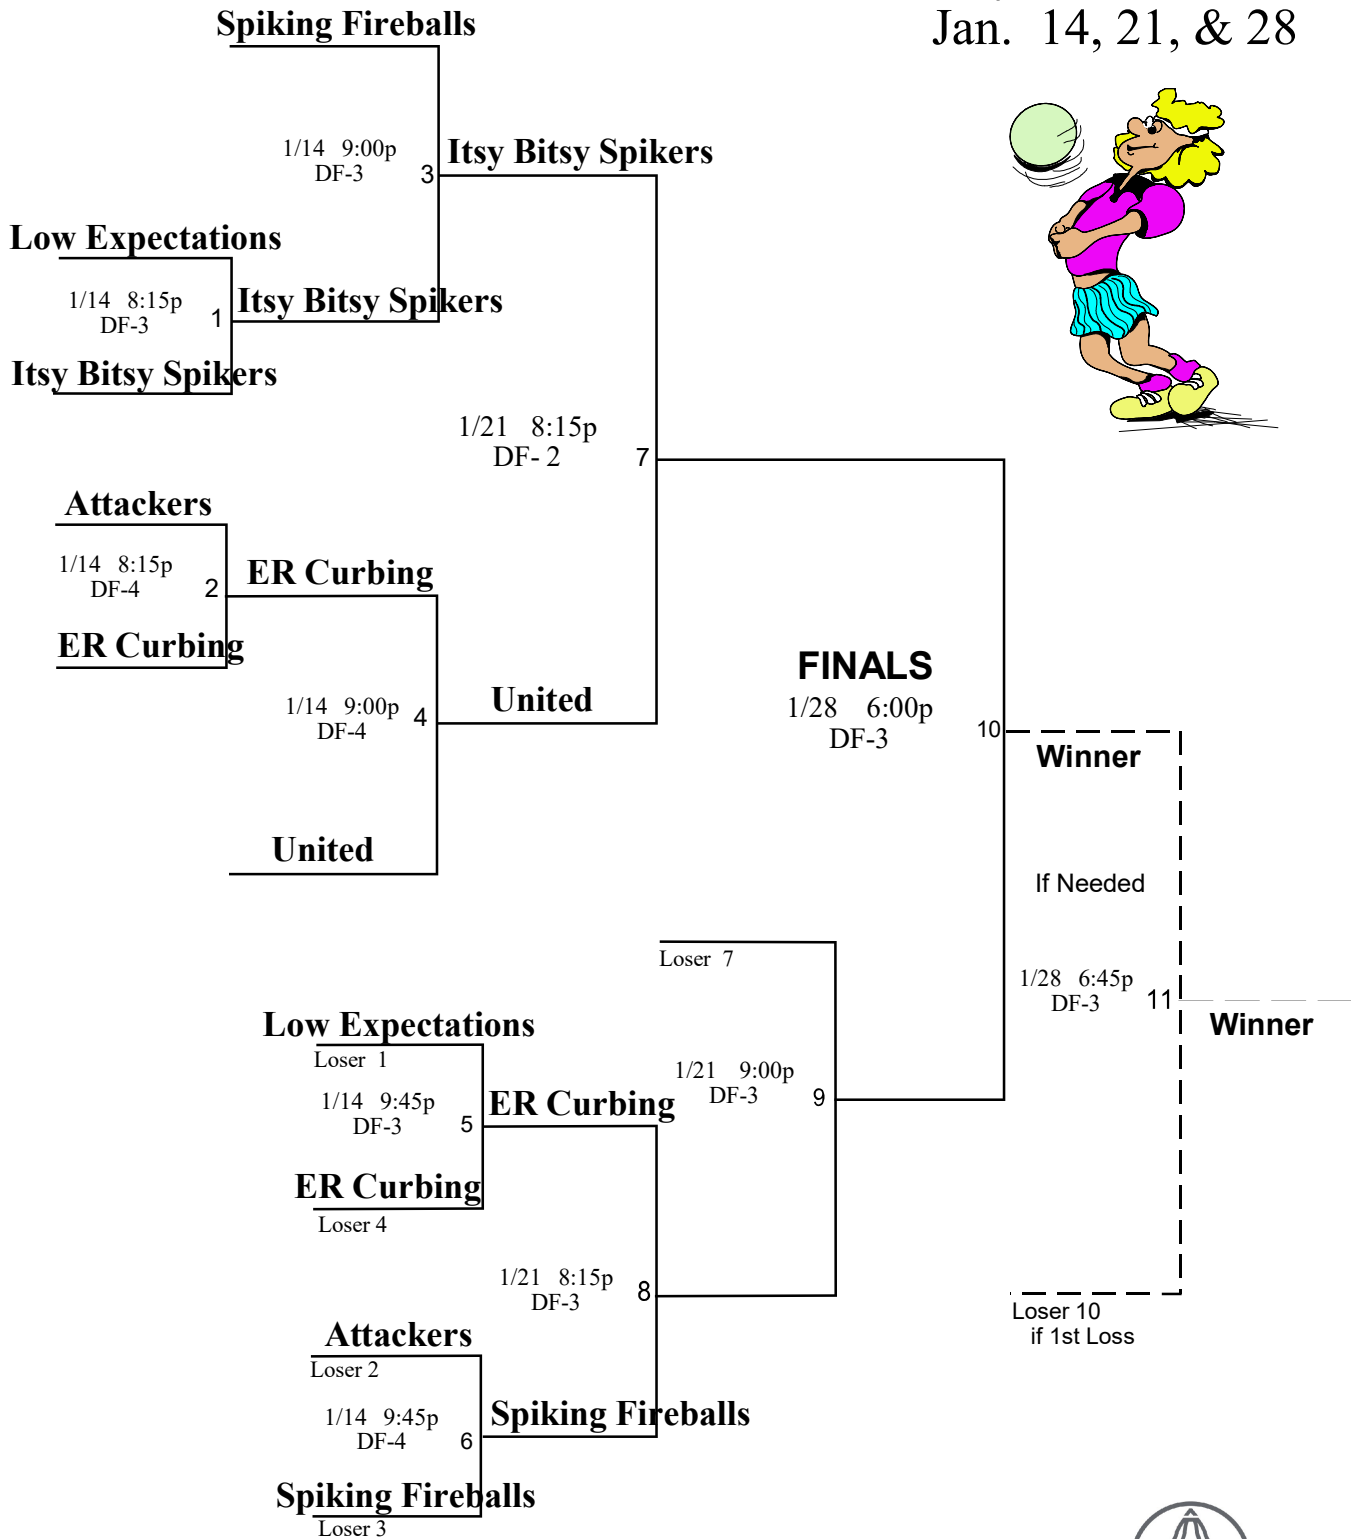 Jan. 14, 21, & 28
Spiking Fireballs
1/14 9:00p
DF-3
3
Itsy Bitsy Spikers
Low Expectations
1/14 8:15p
DF-3
1
Itsy Bitsy Spikers
Itsy Bitsy Spikers
1/21 8:15p
DF- 2
7
Attackers
1/14 8:15p
DF-4
2
ER Curbing
ER Curbing
1/14 9:00p
DF-4
4
United
United
FINALS
1/28 6:00p
DF-3
10
Winner
If Needed
Loser 7
1/28 6:45p
DF-3
11
Winner
Low Expectations
Loser 1
1/14 9:45p
DF-3
5
ER Curbing
1/21 9:00p
DF-3
9
ER Curbing
Loser 4
1/21 8:15p
DF-3
8
Loser 10
if 1st Loss
Attackers
Loser 2
1/14 9:45p
DF-4
6
Spiking Fireballs
Spiking Fireballs
Loser 3